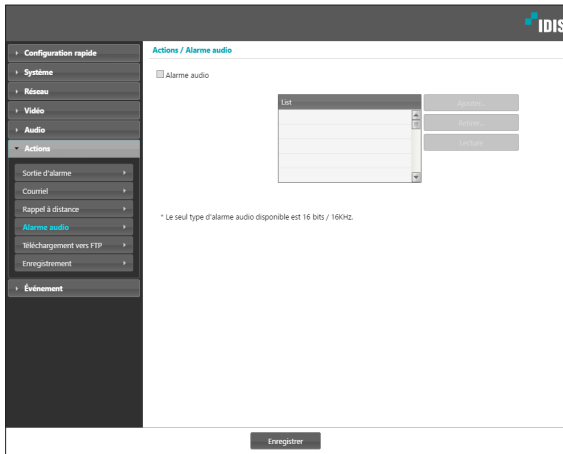 IDIS
Configuration rapide
Système
Réseau
Vidéo
Audio
Actions
Sortie d'alarme
Courriel
Rappel à distance
Alarme audio
Téléchargement vers FTP
Enregistrement
Événement
Actions / Alarme audio
Alarme audio
List
Ajouter...
Retirer...
Lecture
* Le seul type d'alarme audio disponible est 16 bits / 16KHz.
Enregistrer